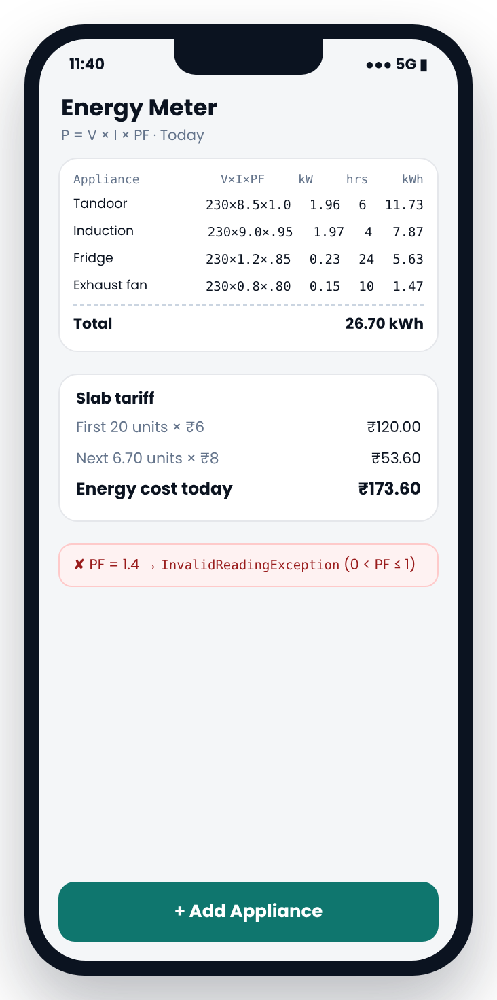 11:40 ●●● 5G ▮
Energy Meter
P = V × I × PF · Today
Appliance V×I×PF kW hrs kWh
Tandoor 230×8.5×1.0 1.96 6 11.73
Induction 230×9.0×.95 1.97 4 7.87
Fridge 230×1.2×.85 0.23 24 5.63
Exhaust fan 230×0.8×.80 0.15 10 1.47
Total 26.70 kWh
Slab tariff
First 20 units × ₹6 ₹120.00
Next 6.70 units × ₹8 ₹53.60
Energy cost today ₹173.60
✘ PF = 1.4 → InvalidReadingException (0 < PF ≤ 1)
+ Add Appliance